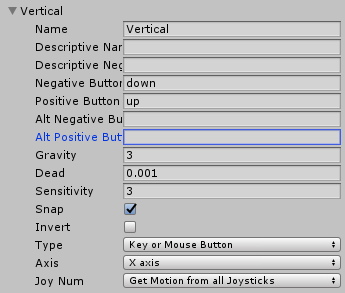 Vertical
Name Vertical
Descriptive Nar
Descriptive Neg
Negative Button down
Positive Button up
Alt Negative Bu
Alt Positive But
Gravity 3
Dead 0.001
Sensitivity 3
Snap
Invert
Type Key or Mouse Button
Axis X axis
Joy Num Get Motion from all Joysticks